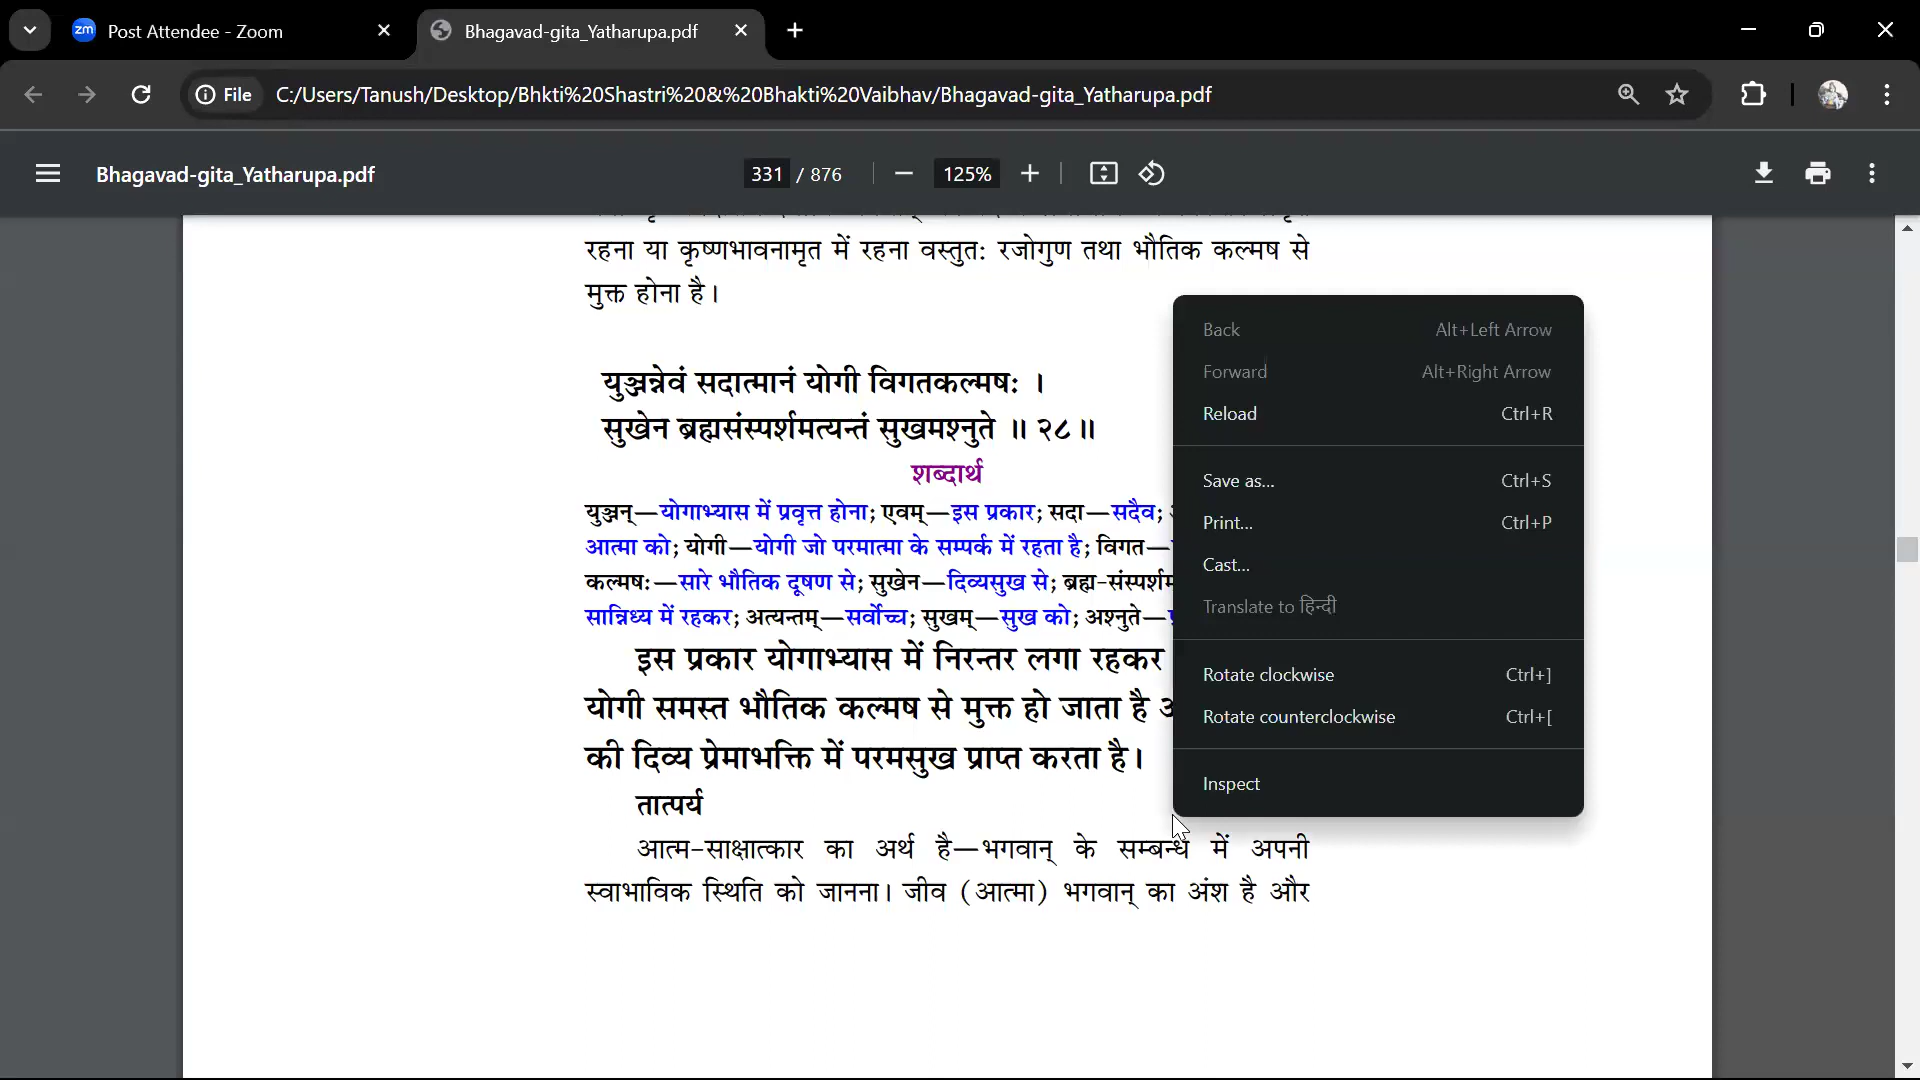 Post Attendee - Zoom
Bhagavad-gita_Yatharupa.pdf
File C:/Users/Tanush/Desktop/Bhkti%20Shastri%20&%20Bhakti%20Vaibhav/Bhagavad-gita_Yatharupa.pdf
Bhagavad-gita_Yatharupa.pdf 331 / 876 125%
रहना या कृष्णभावनामृत में रहना वस्तुतः रजोगुण तथा भौतिक कल्मष से
मुक्त होना है।
युञ्जन्नेवं सदात्मानं योगी विगतकल्मषः ।
सुखेन ब्रह्मसंस्पर्शमत्यन्तं सुखमश्नुते ॥ २८॥
शब्दार्थ
युञ्जन्—योगाभ्यास में प्रवृत्त होना; एवम्—इस प्रकार; सदा—सदैव;
आत्मा को; योगी—योगी जो परमात्मा के सम्पर्क में रहता है; विगत—
कल्मषः—सारे भौतिक दूषण से; सुखेन—दिव्यसुख से; ब्रह्म-संस्पर्शम
सान्निध्य में रहकर; अत्यन्तम्—सर्वोच्च; सुखम्—सुख को; अश्नुते—
इस प्रकार योगाभ्यास में निरन्तर लगा रहकर
योगी समस्त भौतिक कल्मष से मुक्त हो जाता है
की दिव्य प्रेमाभक्ति में परमसुख प्राप्त करता है।
तात्पर्य
आत्म-साक्षात्कार का अर्थ है—भगवान् के सम्बन्ध में अपनी
स्वाभाविक स्थिति को जानना। जीव (आत्मा) भगवान् का अंश है और
Back Alt+Left Arrow
Forward Alt+Right Arrow
Reload Ctrl+R
Save as... Ctrl+S
Print... Ctrl+P
Cast...
Translate to हिन्दी
Rotate clockwise Ctrl+]
Rotate counterclockwise Ctrl+[
Inspect